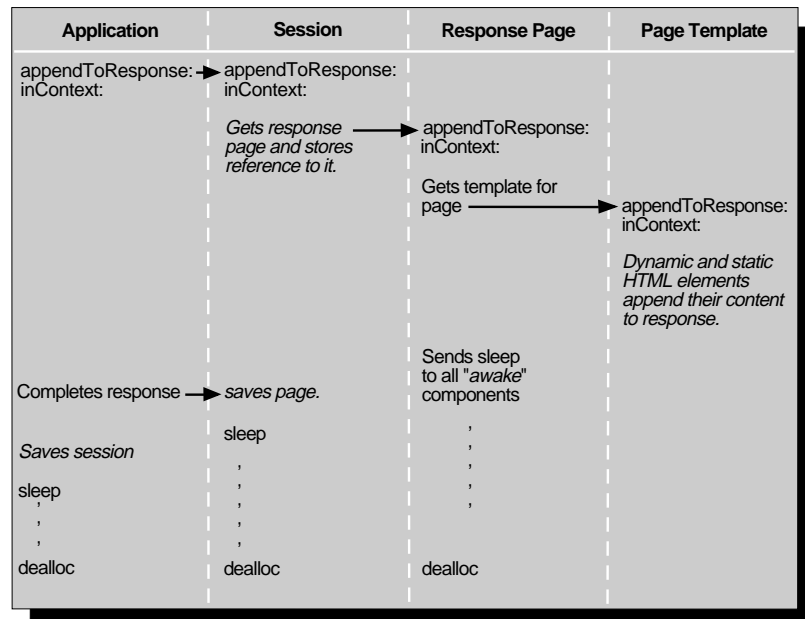 Application
Session
Response Page
Page Template
appendToResponse:
inContext:
appendToResponse:
inContext:
Gets response
page and stores
reference to it.
appendToResponse:
inContext:
Gets template for
page
appendToResponse:
inContext:
Dynamic and static
HTML elements
append their content
to response.
Sends sleep
to all "awake"
components
Completes response
saves page.
Saves session
sleep
sleep
,
,
,
,
,
,
,
,
,
,
,
,
,
dealloc
dealloc
dealloc